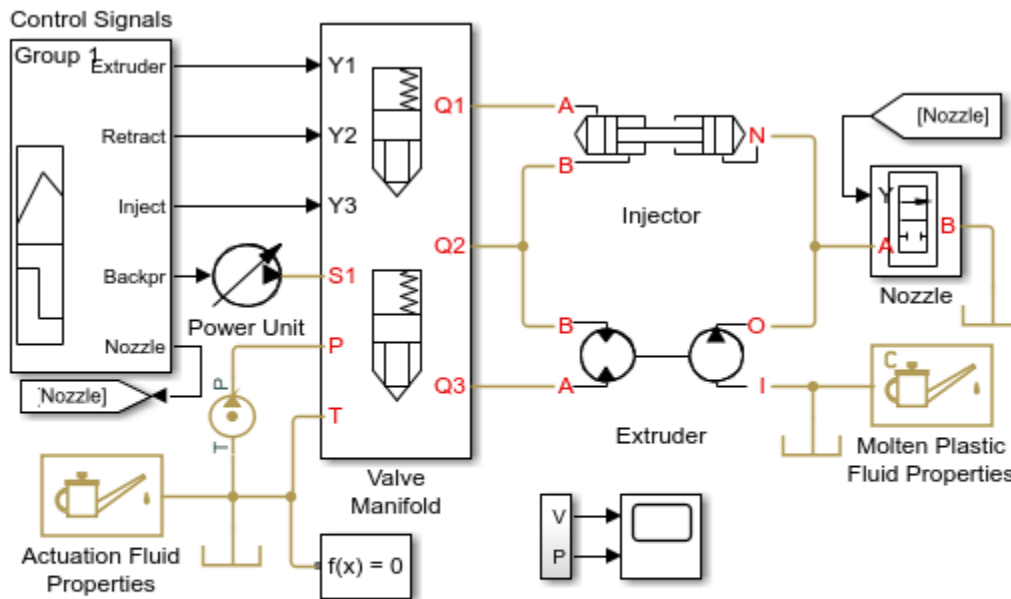 Control Signals
Group 1
Extruder
Retract
Inject
Backpr
Nozzle
[Nozzle]
Power Unit
P
T
Y1
Y2
Y3
S1
P
T
Q1
Q2
Q3
Valve
Manifold
A
B
N
Injector
B
A
O
I
Extruder
[Nozzle]
Y
A
B
Nozzle
C
Molten Plastic
Fluid Properties
Actuation Fluid
Properties
f(x) = 0
V
P